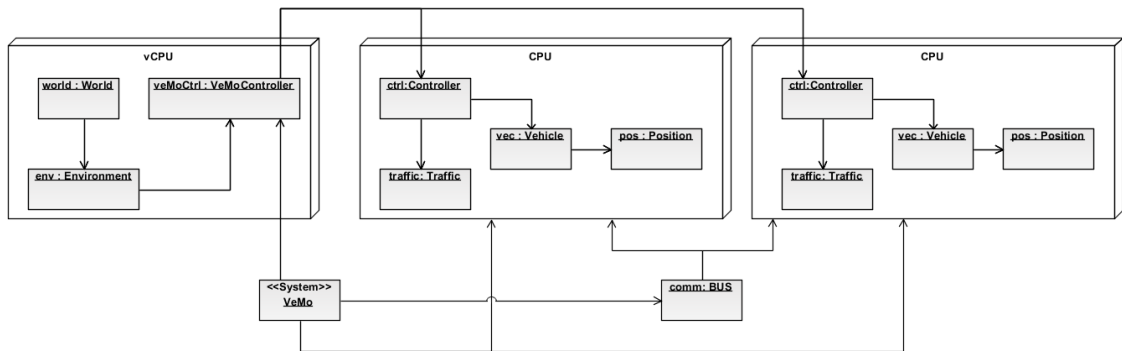 vCPU
CPU
CPU
world : World
veMoCtrl : VeMoController
ctrl:Controller
ctrl:Controller
vec : Vehicle
pos : Position
vec : Vehicle
pos : Position
env : Environment
traffic: Traffic
traffic: Traffic
<<System>>
VeMo
comm: BUS